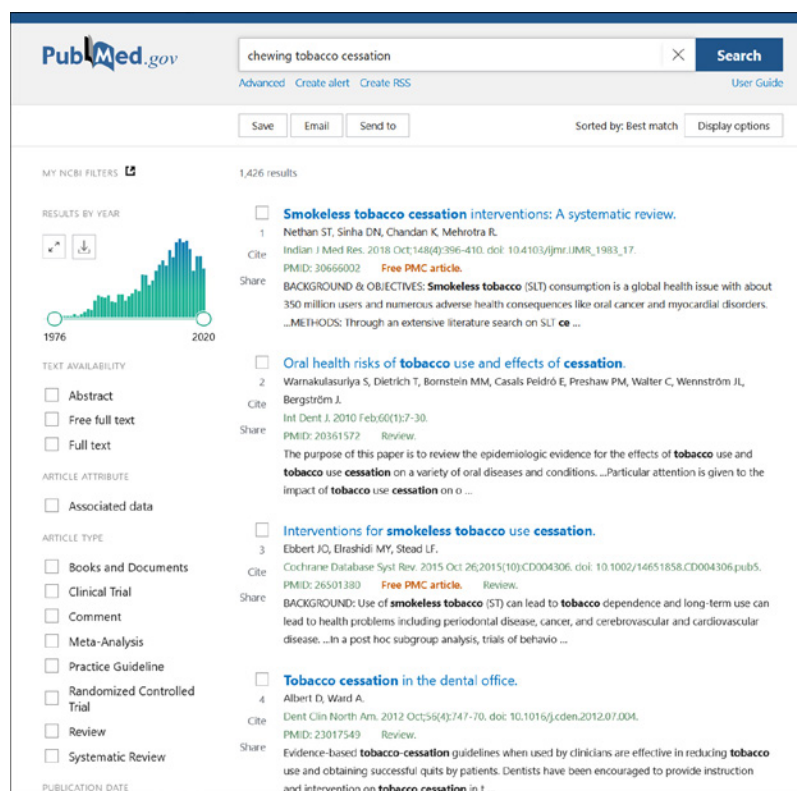 PubMed.gov
chewing tobacco cessation
Search
Advanced Create alert Create RSS
User Guide
Save Email Send to
Sorted by: Best match Display options
MY NCBI FILTERS
1,426 results
RESULTS BY YEAR
1976 2020
TEXT AVAILABILITY
Abstract
Free full text
Full text
ARTICLE ATTRIBUTE
Associated data
ARTICLE TYPE
Books and Documents
Clinical Trial
Comment
Meta-Analysis
Practice Guideline
Randomized Controlled
Trial
Review
Systematic Review
PUBLICATION DATE
1
Cite
Share
Smokeless tobacco cessation interventions: A systematic review.
Nethan ST, Sinha DN, Chandan K, Mehrotra R.
Indian J Med Res. 2018 Oct;148(4):396-410. doi: 10.4103/ijmr.IJMR_1983_17.
PMID: 30666002 Free PMC article.
BACKGROUND & OBJECTIVES: Smokeless tobacco (SLT) consumption is a global health issue with about
350 million users and numerous adverse health consequences like oral cancer and myocardial disorders.
...METHODS: Through an extensive literature search on SLT ce ...
2
Cite
Share
Oral health risks of tobacco use and effects of cessation.
Warnakulasuriya S, Dietrich T, Bornstein MM, Casals Peidró E, Preshaw PM, Walter C, Wennström JL,
Bergström J.
Int Dent J. 2010 Feb;60(1):7-30.
PMID: 20361572 Review.
The purpose of this paper is to review the epidemiologic evidence for the effects of tobacco use and
tobacco use cessation on a variety of oral diseases and conditions. ...Particular attention is given to the
impact of tobacco use cessation on o ...
3
Cite
Share
Interventions for smokeless tobacco use cessation.
Ebbert JO, Elrashidi MY, Stead LF.
Cochrane Database Syst Rev. 2015 Oct 26;2015(10):CD004306. doi: 10.1002/14651858.CD004306.pub5.
PMID: 26501380 Free PMC article. Review.
BACKGROUND: Use of smokeless tobacco (ST) can lead to tobacco dependence and long-term use can
lead to health problems including periodontal disease, cancer, and cerebrovascular and cardiovascular
disease. ...In a post hoc subgroup analysis, trials of behavio ...
4
Cite
Share
Tobacco cessation in the dental office.
Albert D, Ward A.
Dent Clin North Am. 2012 Oct;56(4):747-70. doi: 10.1016/j.cden.2012.07.004.
PMID: 23017549 Review.
Evidence-based tobacco-cessation guidelines when used by clinicians are effective in reducing tobacco
use and obtaining successful quits by patients. Dentists have been encouraged to provide instruction
and intervention on tobacco cessation in t ...